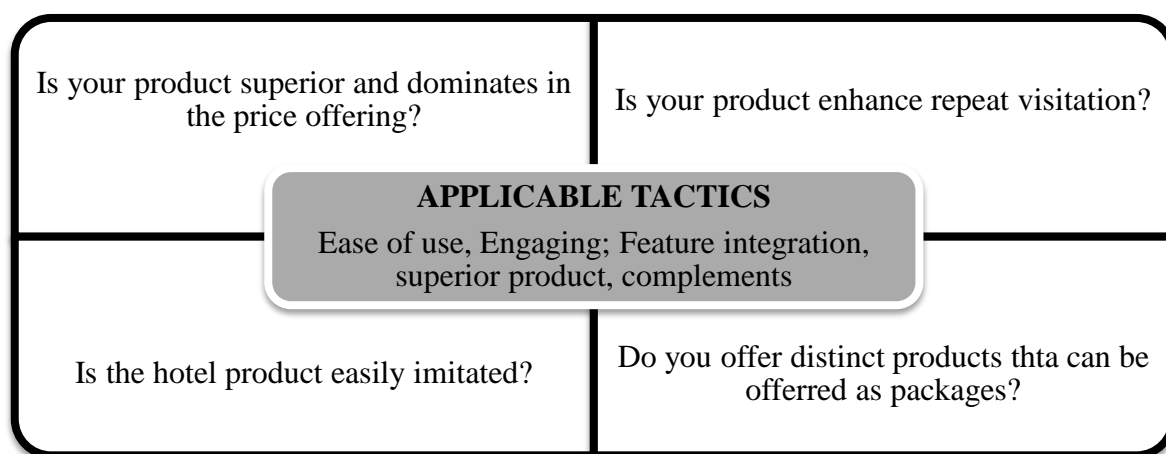 Is your product superior and dominates in
the price offering?
Is your product enhance repeat visitation?
APPLICABLE TACTICS
Ease of use, Engaging; Feature integration,
superior product, complements
Is the hotel product easily imitated?
Do you offer distinct products thta can be
offerred as packages?